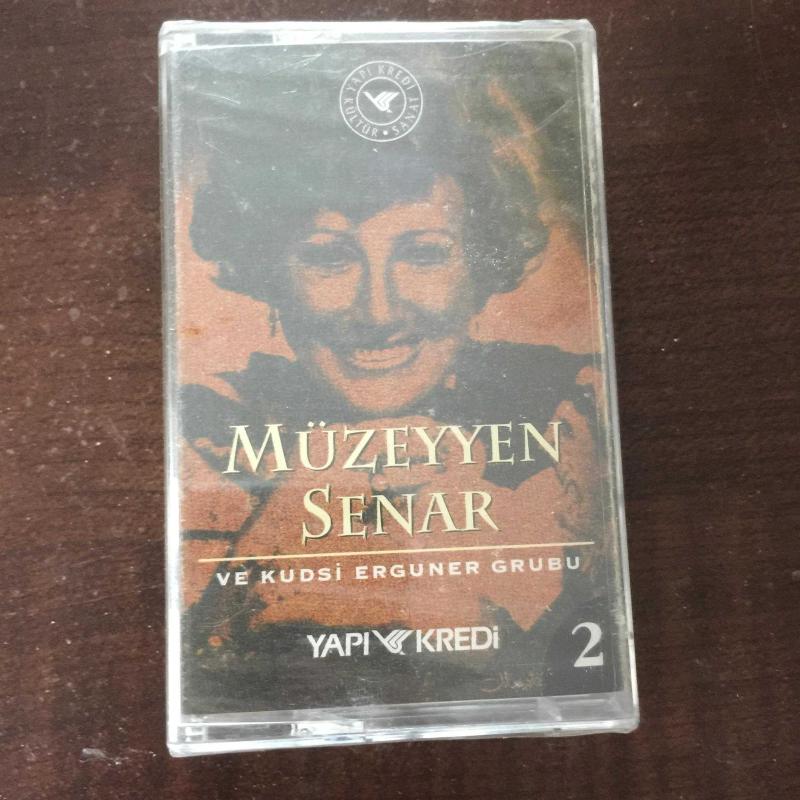 YAPI KREDİ
KÜLTÜR • SANAT
MÜZEYYEN
SENAR
VE KUDSİ ERGUNER GRUBU
YAPI KREDİ
2